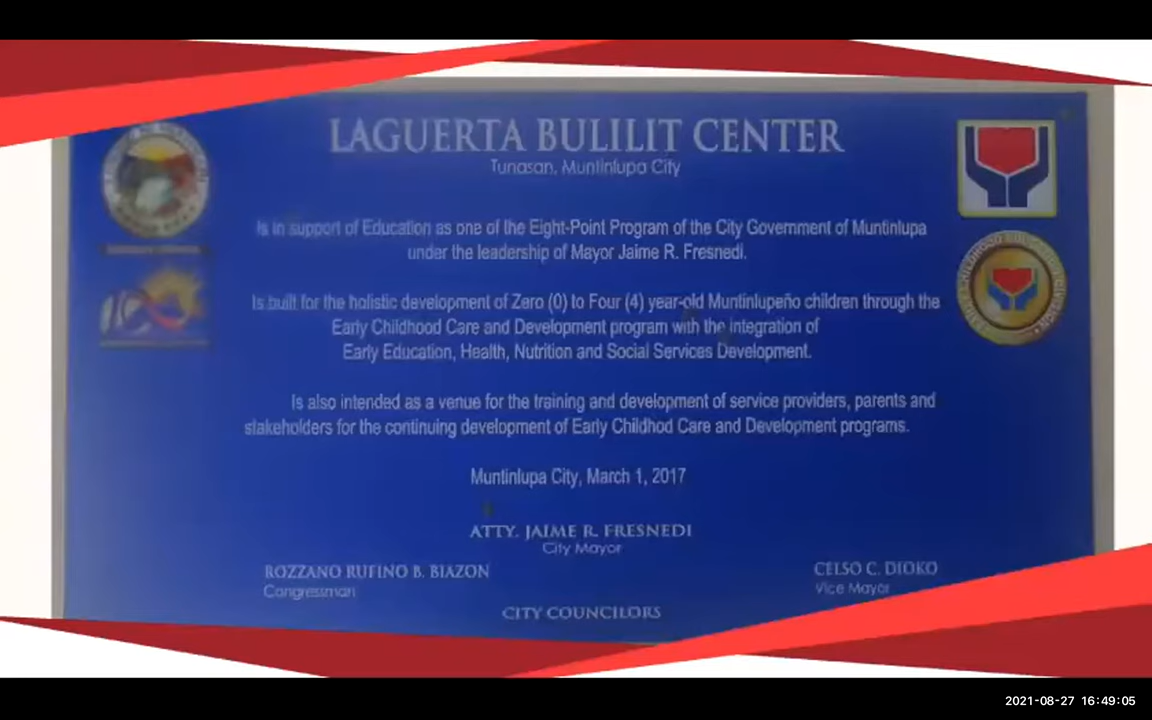 LAGUERTA BULILIT CENTER
Tunasan, Muntinlupa City
Is in support of Education as one of the Eight-Point Program of the City Government of Muntinlupa
under the leadership of Mayor Jaime R. Fresnedi.
Is built for the holistic development of Zero (0) to Four (4) year-old Muntinlupeño children through the
Early Childhood Care and Development program with the integration of
Early Education, Health, Nutrition and Social Services Development.
Is also intended as a venue for the training and development of service providers, parents and
stakeholders for the continuing development of Early Childhod Care and Development programs.
Muntinlupa City, March 1, 2017
ATTY. JAIME R. FRESNEDI
City Mayor
ROZZANO RUFINO B. BIAZON
Congressman
CELSO C. DIOKO
Vice Mayor
CITY COUNCILORS
2021-08-27 16:49:05